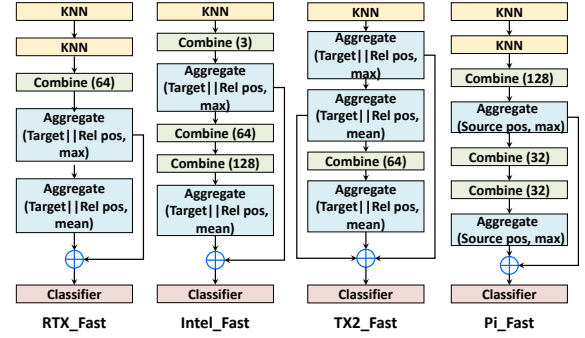 KNN
KNN
Combine (64)
Aggregate
(Target||Rel pos,
max)
Aggregate
(Target||Rel pos,
mean)
Classifier
RTX_Fast
KNN
Combine (3)
Aggregate
(Target||Rel pos,
max)
Combine (64)
Combine (128)
Aggregate
(Target||Rel pos,
mean)
Classifier
Intel_Fast
KNN
Aggregate
(Target||Rel pos,
max)
Aggregate
(Target||Rel pos,
mean)
Combine (64)
Aggregate
(Target||Rel pos,
mean)
Classifier
TX2_Fast
KNN
KNN
Combine (128)
Aggregate
(Source pos, max)
Combine (32)
Combine (32)
Aggregate
(Source pos, max)
Classifier
Pi_Fast